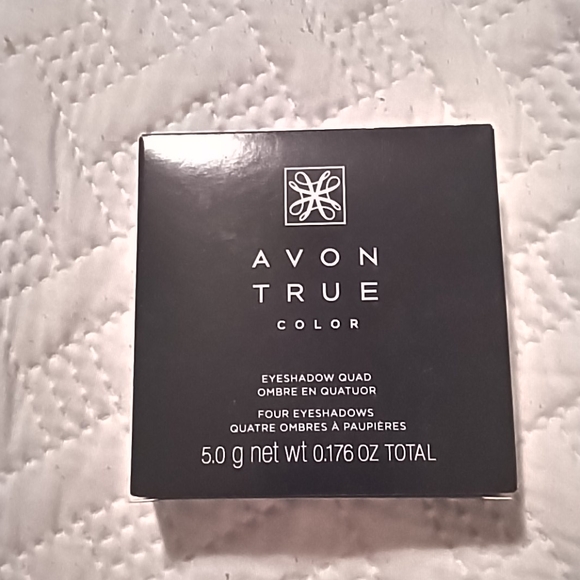 AVON
TRUE
COLOR
EYESHADOW QUAD
OMBRE EN QUATUOR
FOUR EYESHADOWS
QUATRE OMBRES À PAUPIÈRES
5.0 g net wt 0.176 OZ TOTAL